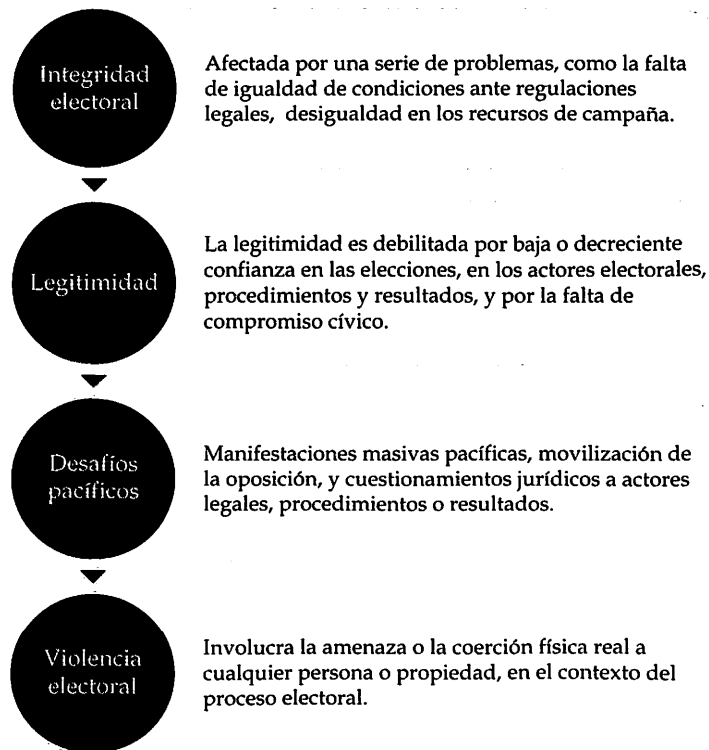 Integridad
electoral
Afectada por una serie de problemas, como la falta
de igualdad de condiciones ante regulaciones
legales, desigualdad en los recursos de campaña.
Legitimidad
La legitimidad es debilitada por baja o decreciente
confianza en las elecciones, en los actores electorales,
procedimientos y resultados, y por la falta de
compromiso cívico.
Desafíos
pacíficos
Manifestaciones masivas pacíficas, movilización de
la oposición, y cuestionamientos jurídicos a actores
legales, procedimientos o resultados.
Violencia
electoral
Involucra la amenaza o la coerción física real a
cualquier persona o propiedad, en el contexto del
proceso electoral.